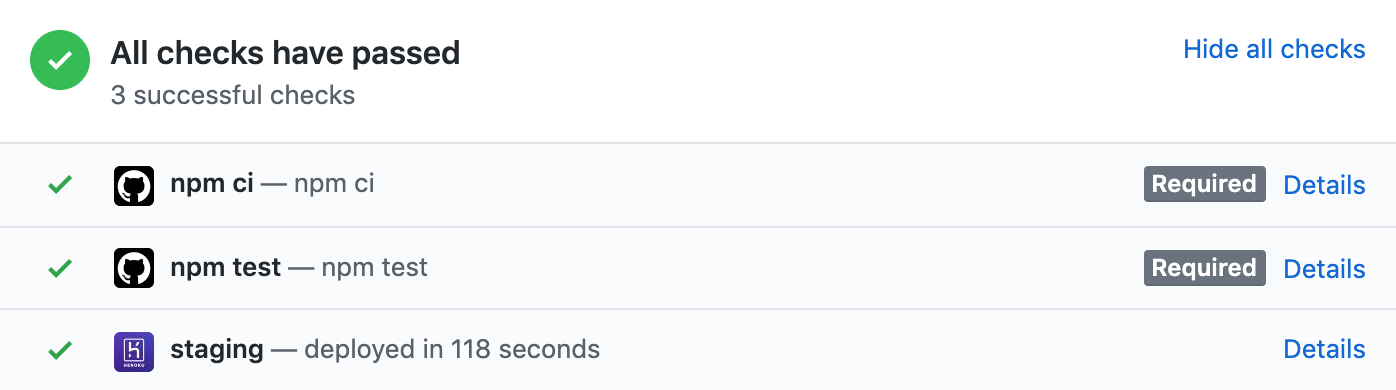 All checks have passed
Hide all checks
3 successful checks
npm ci — npm ci Required Details
npm test — npm test Required Details
staging — deployed in 118 seconds Details
HEROKU